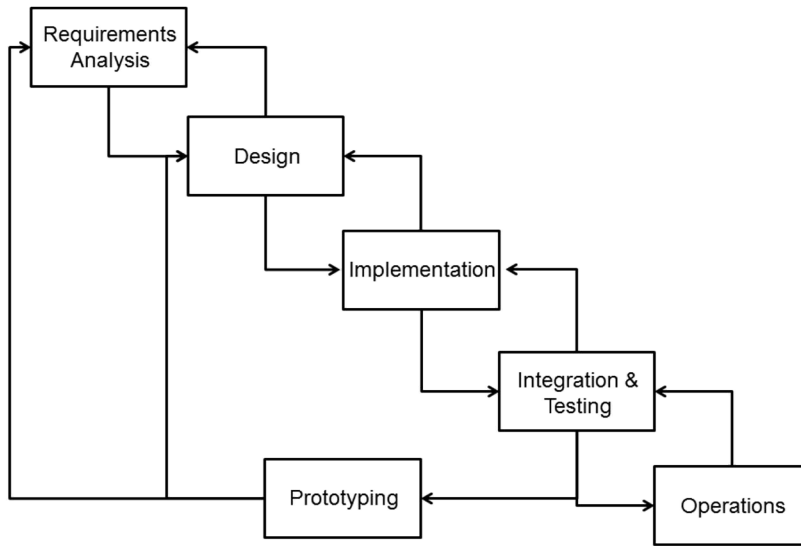 Requirements
Analysis
Design
Implementation
Integration &
Testing
Prototyping
Operations